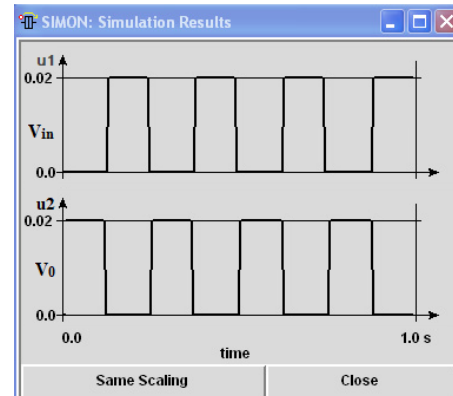 SIMON: Simulation Results
u1
0.02
Vin
0.0
u2
0.02
V0
0.0
0.0 1.0 s
time
Same Scaling Close